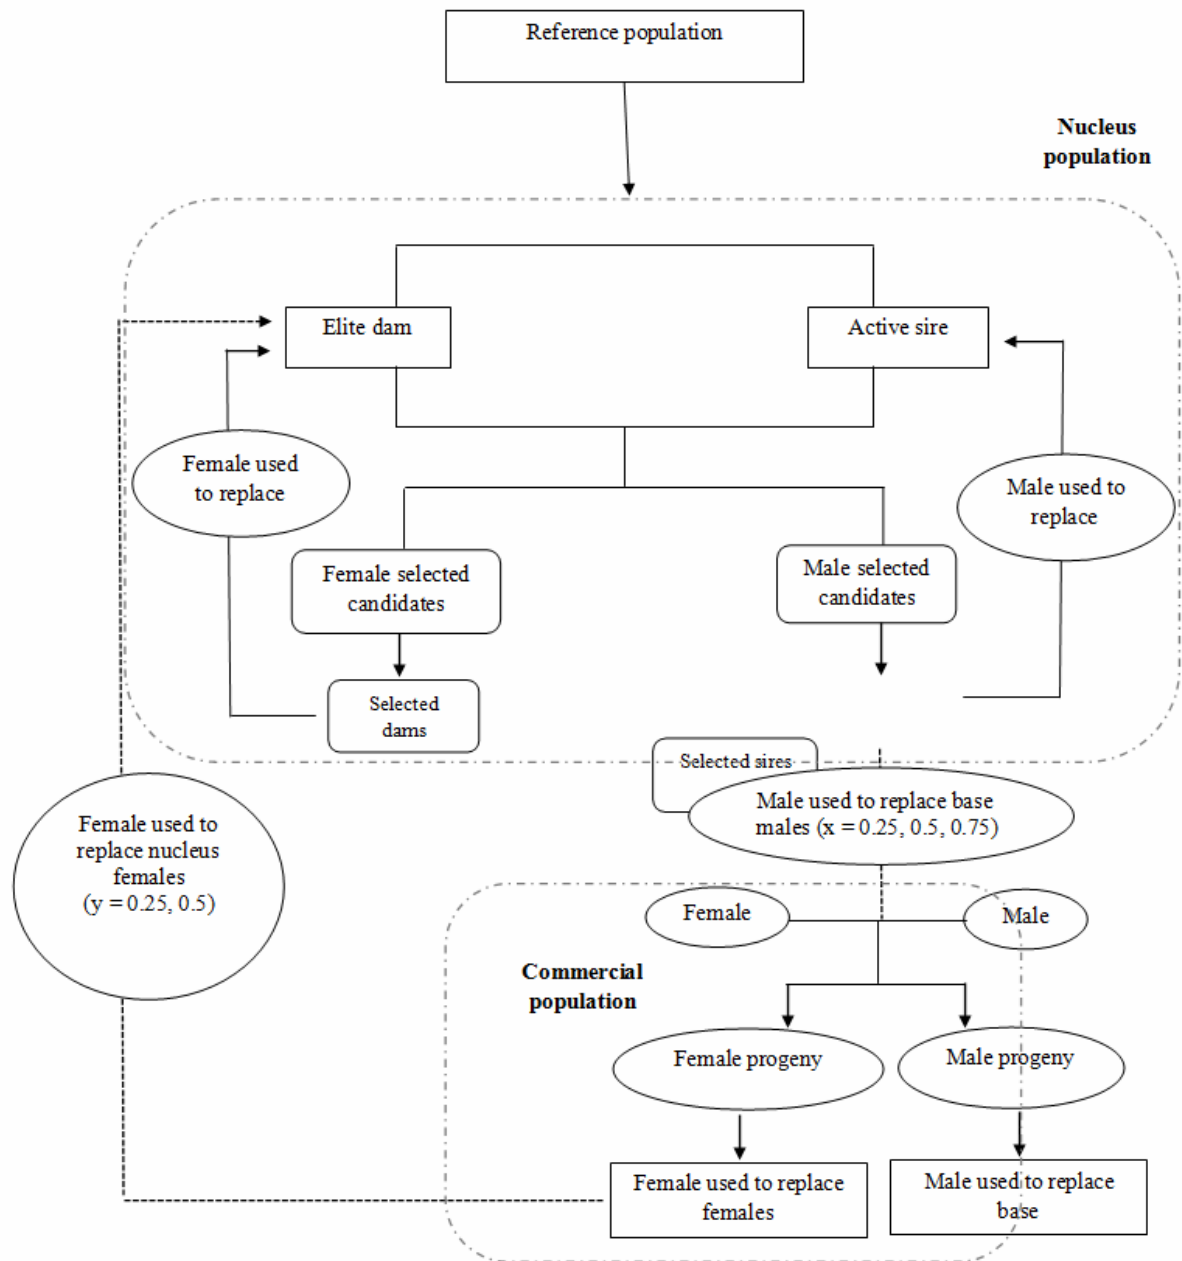 Reference population
Nucleus
population
Elite dam
Active sire
Female used
to replace
Male used to
replace
Female selected
candidates
Male selected
candidates
Selected
dams
Selected sires
Male used to replace base
males (x = 0.25, 0.5, 0.75)
Female used to
replace nucleus
females
(y = 0.25, 0.5)
Female
Male
Commercial
population
Female progeny
Male progeny
Female used to replace
females
Male used to replace
base